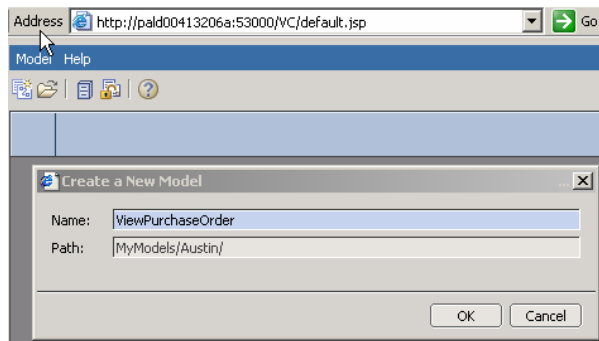 Address http://pald00413206a:53000/VC/default.jsp Go
Model Help
Create a New Model ...
Name: ViewPurchaseOrder
Path: MyModels/Austin/
OK Cancel